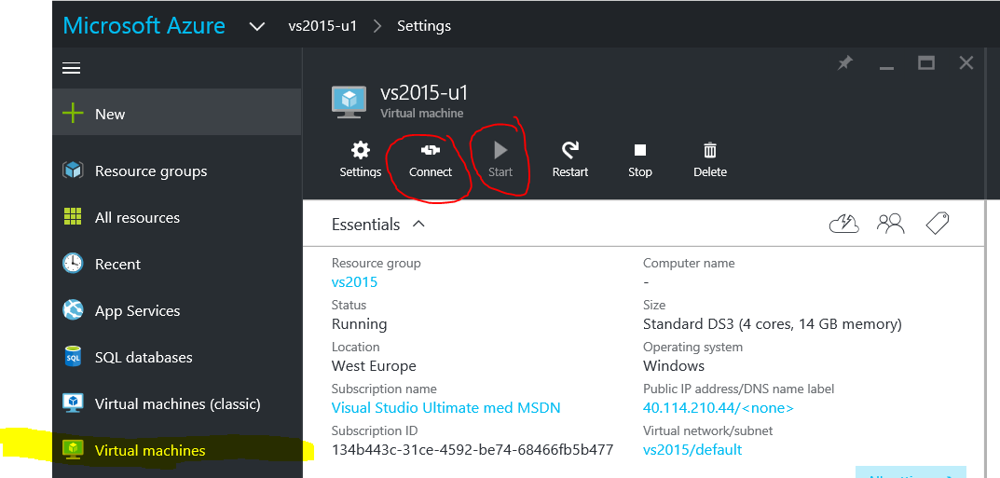 Microsoft Azure vs2015-u1 Settings
New
Resource groups
All resources
Recent
App Services
SQL databases
Virtual machines (classic)
Virtual machines
vs2015-u1
Virtual machine
Settings Connect Start Restart Stop Delete
Essentials
Resource group
vs2015
Status
Running
Location
West Europe
Subscription name
Visual Studio Ultimate med MSDN
Subscription ID
134b443c-31ce-4592-be74-68466fb5b477
Computer name
-
Size
Standard DS3 (4 cores, 14 GB memory)
Operating system
Windows
Public IP address/DNS name label
40.114.210.44/<none>
Virtual network/subnet
vs2015/default